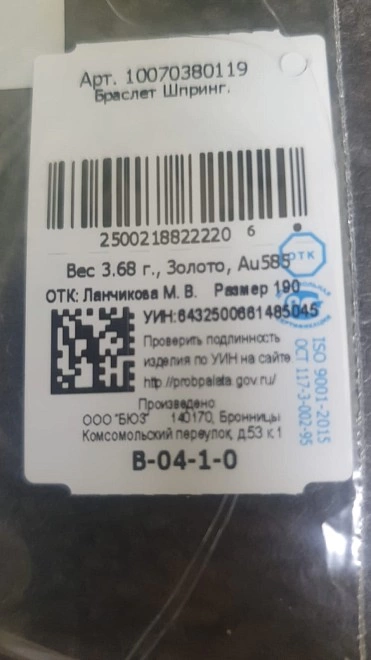 Арт. 10070380119
Браслет Шпринг.
2500218822220 6
Вес 3.68 г., Золото, Au585
ОТК
ОТК: Ланчикова М. В. Размер 190
УИН:6432500661485045
Проверить подлинность
изделия по УИН на сайте
http://probpalata.gov.ru/
Произведено:
ООО "БЮЗ" 140170, Бронницы
Комсомольский переулок, д.53 к.1
В-04-1-0
ISO 9001-2015
ОСТ 117-3-002-95